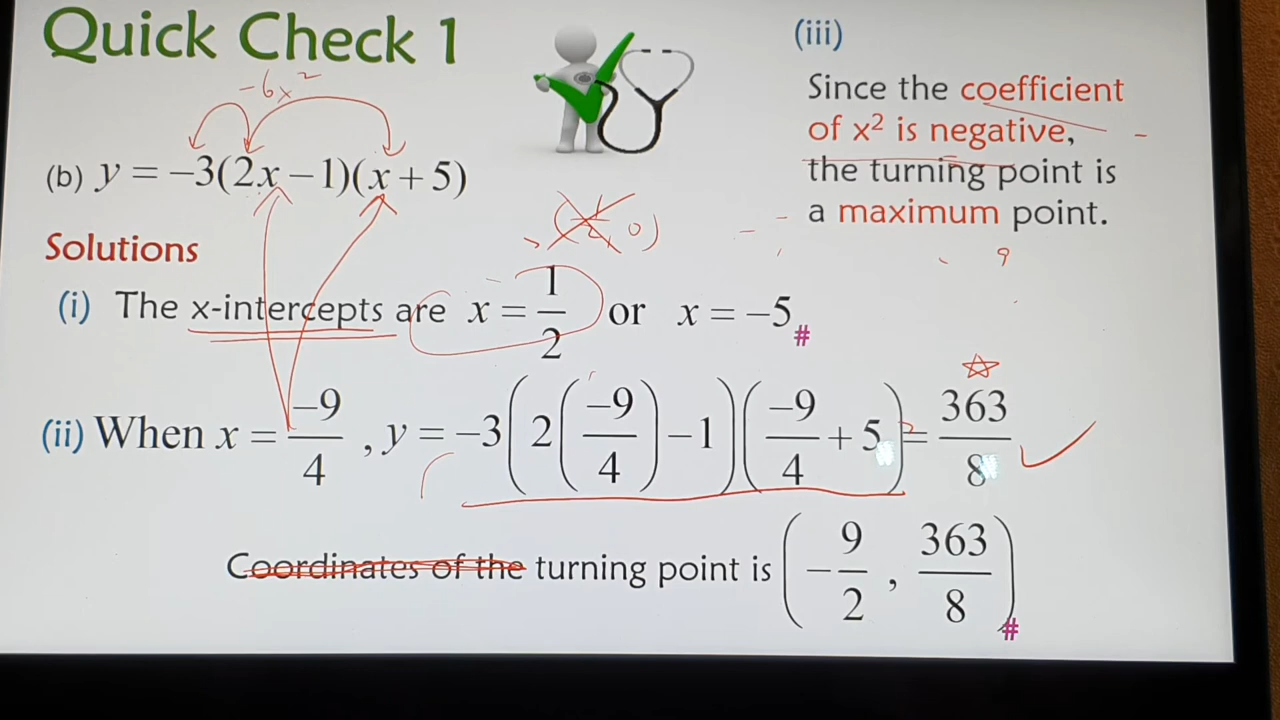 Quick Check 1
-6x²
(b) y = −3(2x − 1)(x + 5)
Solutions
(i) The x-intercepts are x = 1/2 or x = −5 #
(ii) When x = −9/4 , y = −3(2(−9/4) − 1)(−9/4 + 5) = 363/8
Coordinates of the turning point is (−9/2 , 363/8) #
(iii)
Since the coefficient
of x² is negative,
the turning point is
a maximum point.